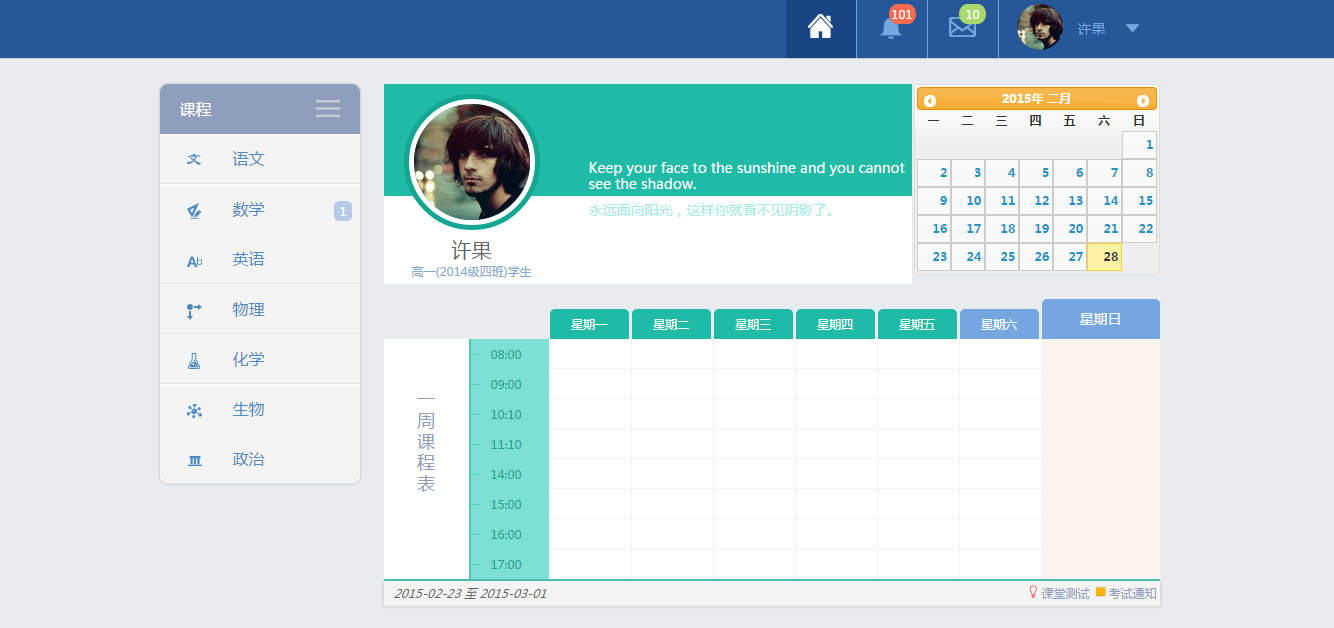 101
10
许果
课程
语文
数学
1
英语
物理
化学
生物
政治
Keep your face to the sunshine and you cannot
see the shadow.
永远面向阳光，这样你就看不见阴影了。
许果
高一(2014级四班)学生
2015年 二月
一 二 三 四 五 六 日
1
2 3 4 5 6 7 8
9 10 11 12 13 14 15
16 17 18 19 20 21 22
23 24 25 26 27 28
星期一 星期二 星期三 星期四 星期五 星期六 星期日
一周课程表
08:00
09:00
10:10
11:10
14:00
15:00
16:00
17:00
2015-02-23 至 2015-03-01
课堂测试 考试通知